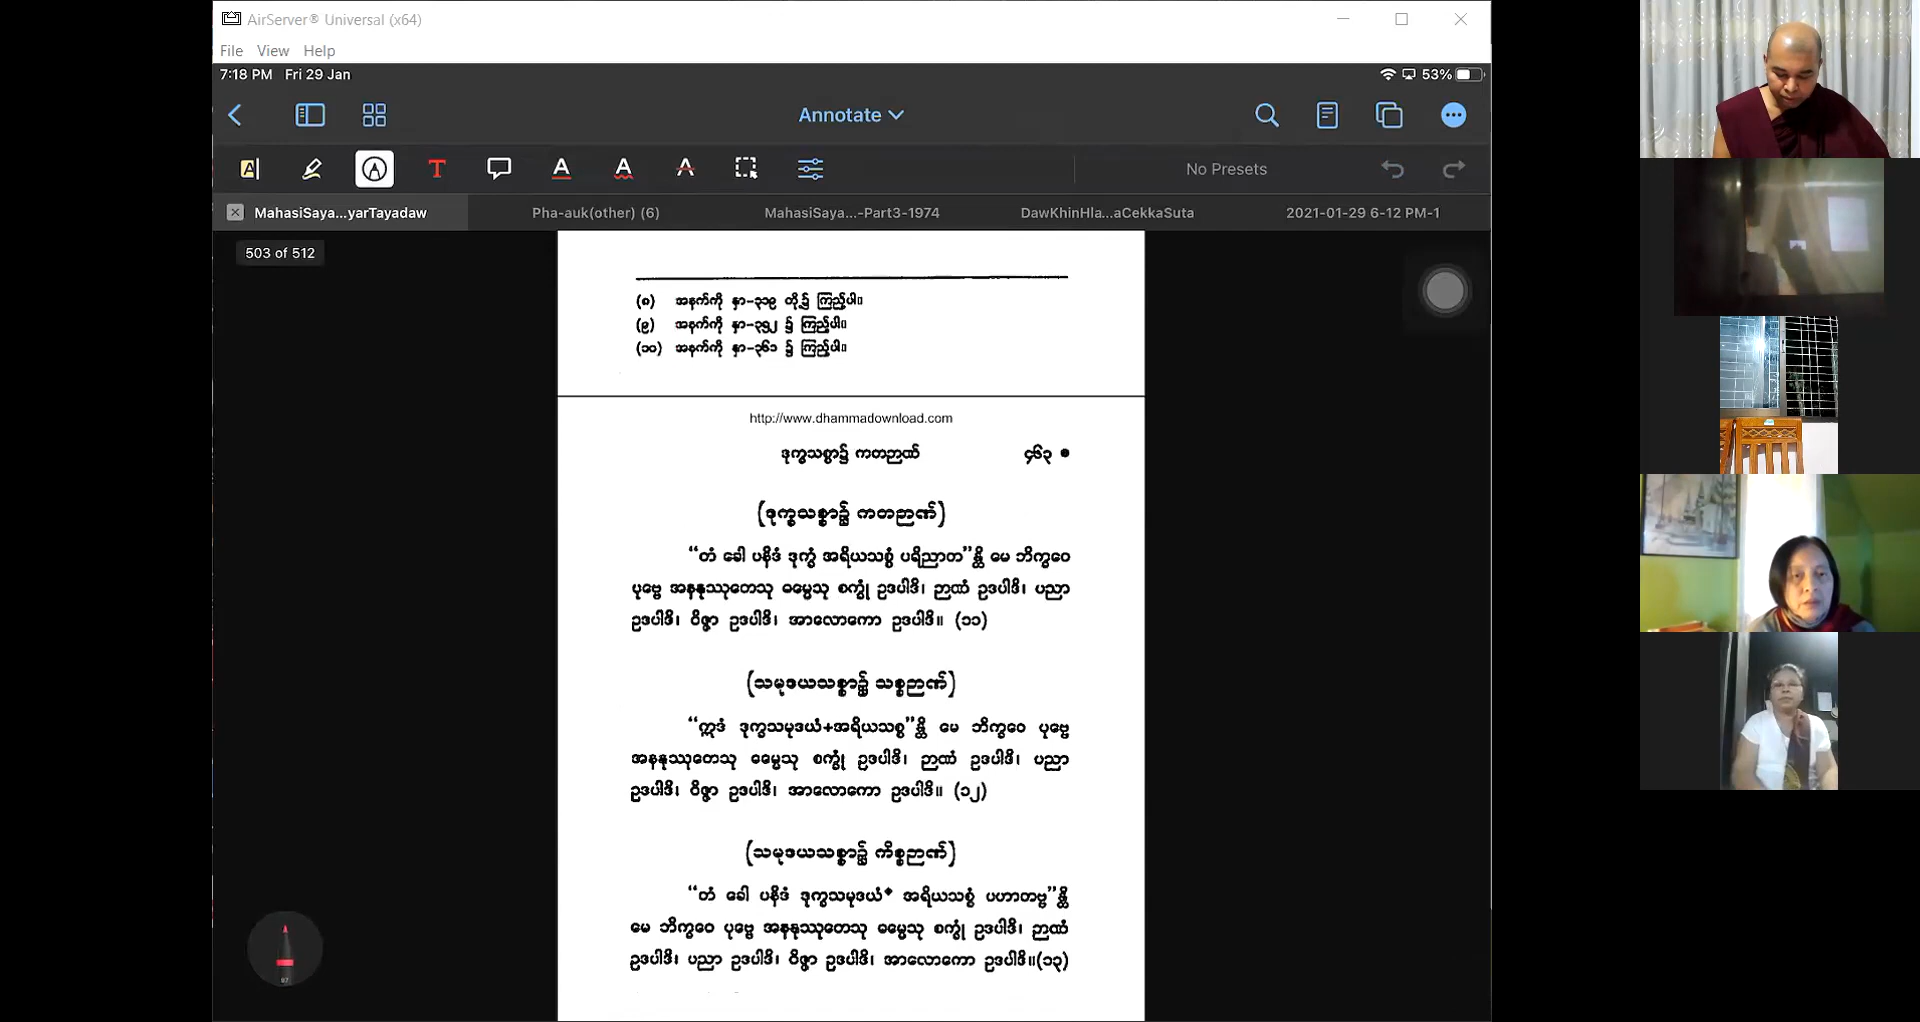 AirServer® Universal (x64)
File View Help
7:18 PM Fri 29 Jan
53%
Annotate
No Presets
MahasiSaya...yarTayadaw
Pha-auk(other) (6)
MahasiSaya...-Part3-1974
DawKhinHla...aCekkaSuta
2021-01-29 6-12 PM-1
503 of 512
(၈) အနက်ကို နှာ-၃၁၉ တို့၌ ကြည့်ပါ။
(၉) အနက်ကို နှာ-၃၅၂ ၌ ကြည့်ပါ။
(၁၀) အနက်ကို နှာ-၃၆၁ ၌ ကြည့်ပါ။
http://www.dhammadownload.com
ဒုက္ခသစ္စာ၌ ကတဉာဏ် ၄၆၃ ●
(ဒုက္ခသစ္စာ၌ ကတဉာဏ်)
“တံ ခေါ ပနိဒံ ဒုက္ခံ အရိယသစ္စံ ပရိညာတ”န္တိ မေ ဘိက္ခဝေ
ပုဗ္ဗေ အနနုဿုတေသု ဓမ္မေသု စက္ခုံ ဥဒပါဒိ၊ ဉာဏံ ဥဒပါဒိ၊ ပညာ
ဥဒပါဒိ၊ ဝိဇ္ဇာ ဥဒပါဒိ၊ အာလောကော ဥဒပါဒိ။ (၁၁)
(သမုဒယသစ္စာ၌ သစ္စဉာဏ်)
“ဣဒံ ဒုက္ခသမုဒယံ+အရိယသစ္စ”န္တိ မေ ဘိက္ခဝေ ပုဗ္ဗေ
အနနုဿုတေသု ဓမ္မေသု စက္ခုံ ဥဒပါဒိ၊ ဉာဏံ ဥဒပါဒိ၊ ပညာ
ဥဒပါဒိ၊ ဝိဇ္ဇာ ဥဒပါဒိ၊ အာလောကော ဥဒပါဒိ။ (၁၂)
(သမုဒယသစ္စာ၌ ကိစ္စဉာဏ်)
“တံ ခေါ ပနိဒံ ဒုက္ခသမုဒယံ* အရိယသစ္စံ ပဟာတဗ္ဗ”န္တိ
မေ ဘိက္ခဝေ ပုဗ္ဗေ အနနုဿုတေသု ဓမ္မေသု စက္ခုံ ဥဒပါဒိ၊ ဉာဏံ
ဥဒပါဒိ၊ ပညာ ဥဒပါဒိ၊ ဝိဇ္ဇာ ဥဒပါဒိ၊ အာလောကော ဥဒပါဒိ။(၁၃)
97